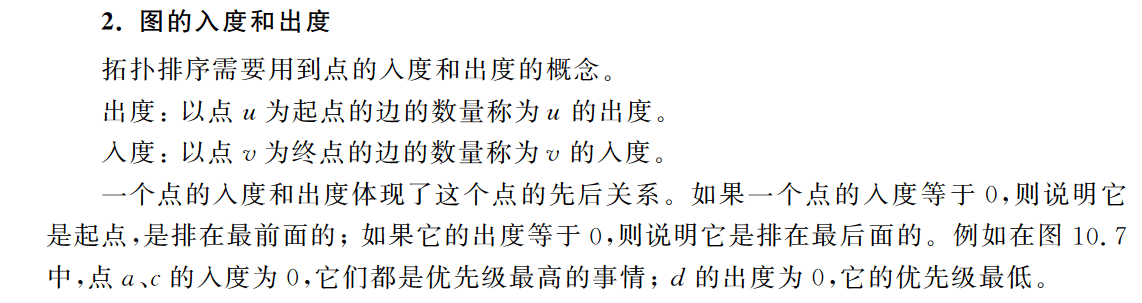 2. 图的入度和出度
拓扑排序需要用到点的入度和出度的概念。
出度：以点 u 为起点的边的数量称为 u 的出度。
入度：以点 v 为终点的边的数量称为 v 的入度。
一个点的入度和出度体现了这个点的先后关系。如果一个点的入度等于 0,则说明它
是起点,是排在最前面的；如果它的出度等于 0,则说明它是排在最后面的。例如在图 10.7
中,点 a、c 的入度为 0,它们都是优先级最高的事情；d 的出度为 0,它的优先级最低。